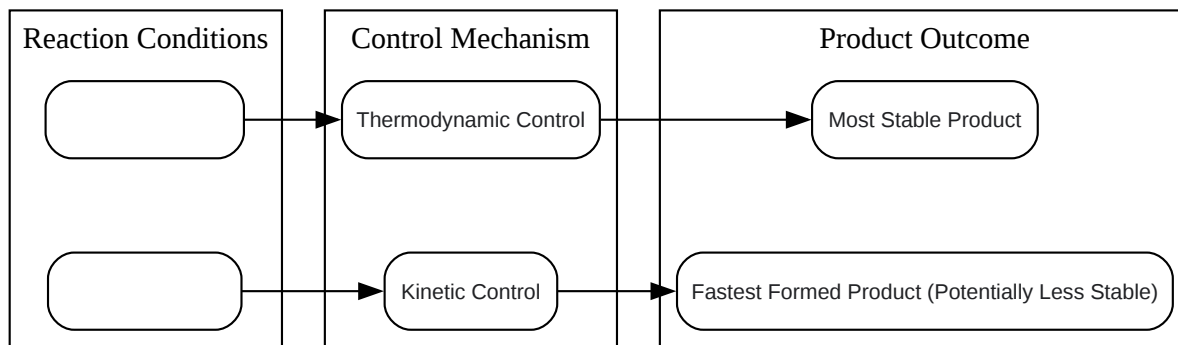 Reaction Conditions
Control Mechanism
Product Outcome
Thermodynamic Control
Most Stable Product
Kinetic Control
Fastest Formed Product (Potentially Less Stable)